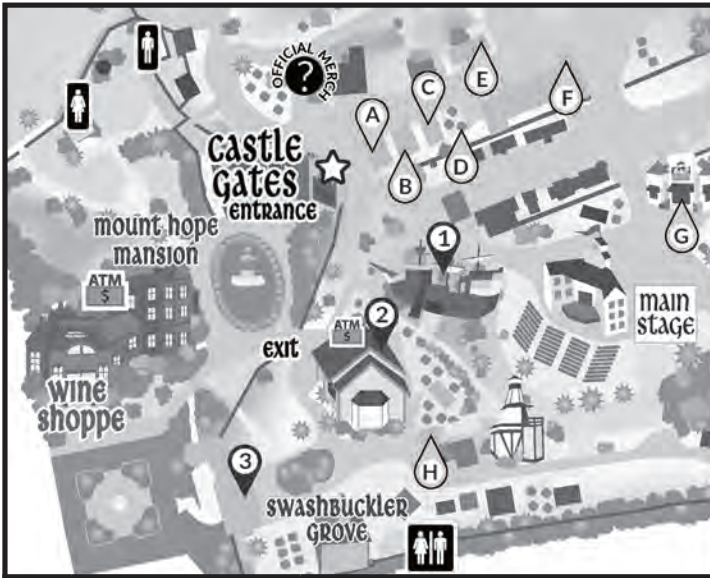 OFFICIAL MERCH
?
E
C
F
A
CASTLE
GATES
ENTRANCE
D
B
MOUNT HOPE
MANSION
G
1
ATM
$
MAIN
STAGE
2
ATM
$
EXIT
WINE
SHOPPE
3
H
SWASHBUCKLER
GROVE